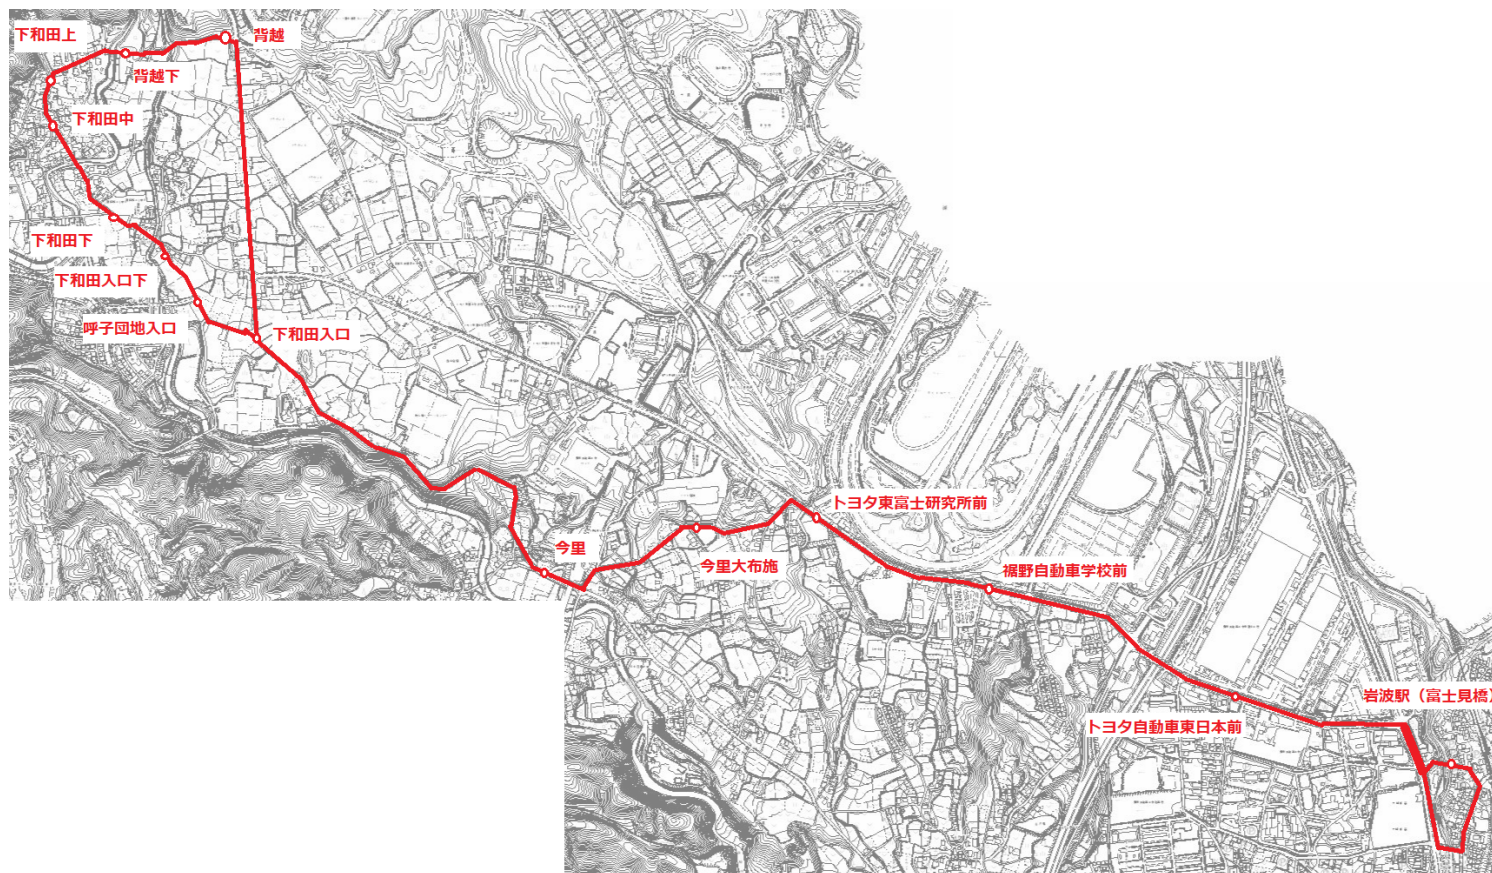 下和田上
背越
背越下
下和田中
下和田下
下和田入口下
呼子団地入口
下和田入口
トヨタ東富士研究所前
今里
今里大布施
裾野自動車学校前
岩波駅（富士見橋）
トヨタ自動車東日本前